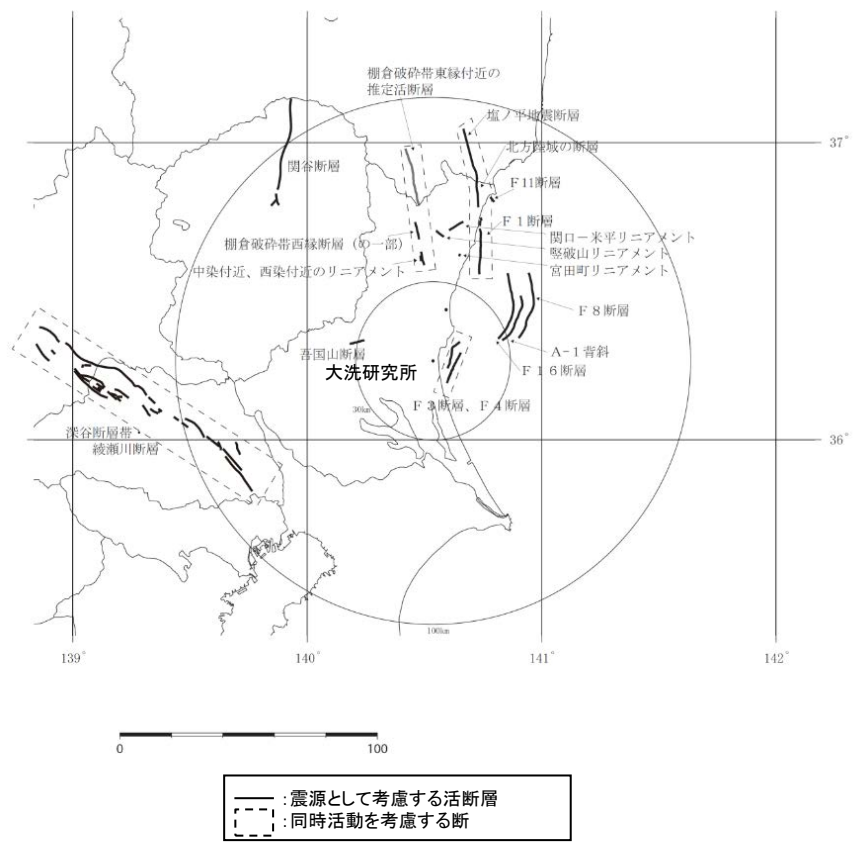 棚倉破砕帯東縁付近の
推定活断層
塩ノ平地震断層
37°
北方陸域の断層
関谷断層
F11断層
F1断層
関口－米平リニアメント
棚倉破砕帯西縁断層（の一部）
竪破山リニアメント
中染付近、西染付近のリニアメント
宮田町リニアメント
F8断層
吾国山断層
A-1背斜
大洗研究所
F16断層
F3断層、F4断層
30km
深谷断層帯
綾瀬川断層
36°
100km
139°
140°
141°
142°
0
100
:震源として考慮する活断層
:同時活動を考慮する断